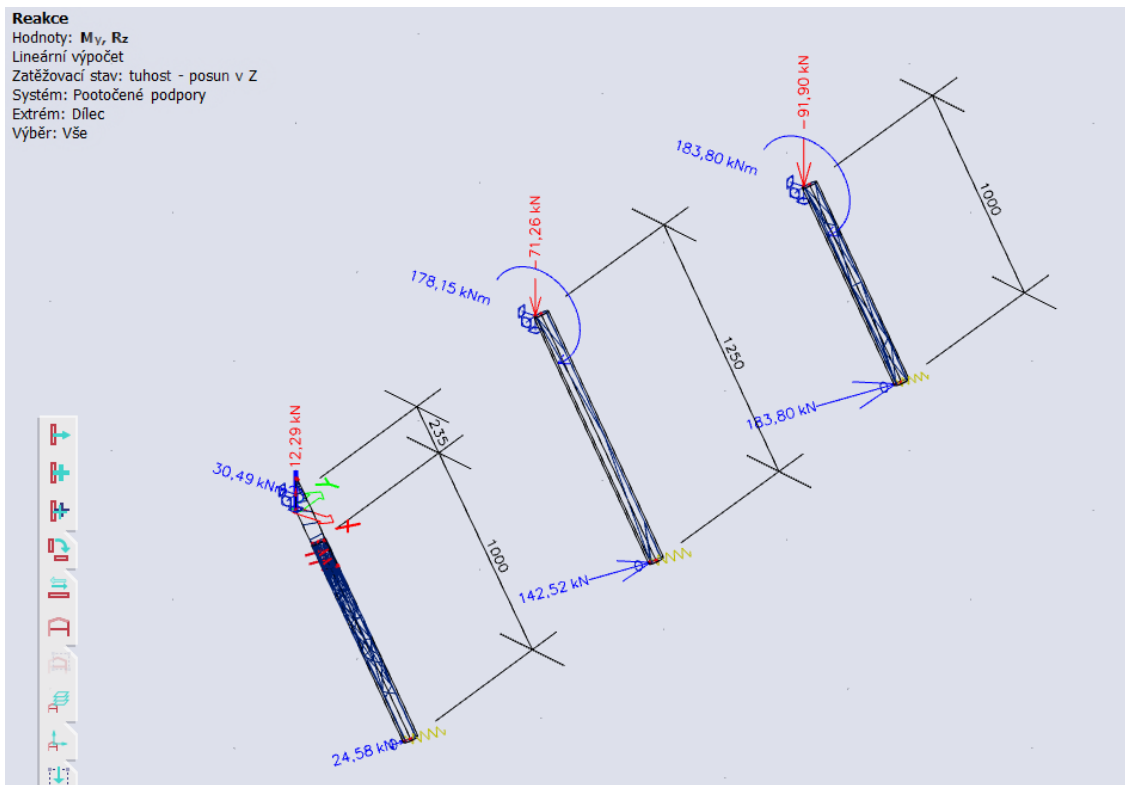 Reakce
Hodnoty: My, Rz
Lineární výpočet
Zatěžovací stav: tuhost - posun v Z
Systém: Pootočené podpory
Extrém: Dílec
Výběr: Vše
-91,90 kN
183,80 kNm
1000
183,80 kN
-71,26 kN
178,15 kNm
1250
142,52 kN
12,29 kN
235
30,49 kNm
Y
X
1000
24,58 kN